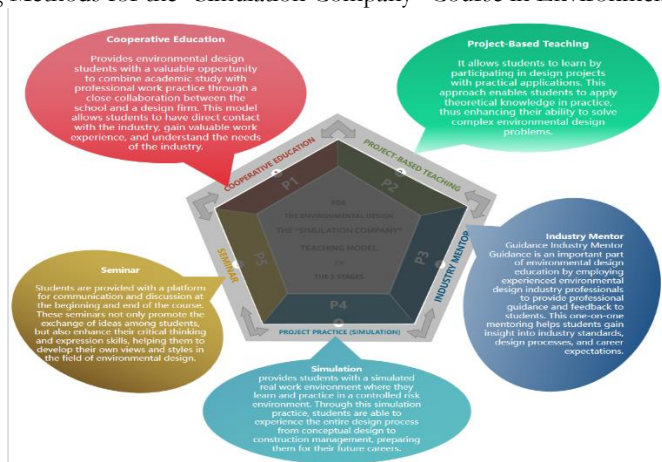 Methods for the "Simulation Company" Course in Environmen
Cooperative Education
Provides environmental design
students with a valuable opportunity
to combine academic study with
professional work practice through a
close collaboration between the
school and a design firm. This model
allows students to have direct
contact with the industry, gain valuable work
experience, and understand the needs
of the industry.
Project-Based Teaching
It allows students to learn by
participating in design projects
with practical applications. This
approach enables students to apply
theoretical knowledge in practice,
thus enhancing their ability to solve
complex environmental design
problems.
COOPERATIVE EDUCATION
PROJECT-BASED TEACHING
P1
P2
FOR
THE ENVIRONMENTAL DESIGN
THE "SIMULATION COMPANY"
TEACHING MODEL
P5
P3
SEMINAR
INDUSTRY MENTOR
P4
PROJECT PRACTICE (SIMULATION)
Industry Mentor
Guidance Industry Mentor
Guidance is an important part
of environmental design
education by employing
experienced environmental
design industry professionals
to provide professional
guidance and feedback to
students. This one-on-one
mentoring helps students gain
insight into industry standards,
design processes, and career
expectations.
Seminar
Students are provided with a platform
for communication and discussion at the
beginning and end of the course.
These seminars not only promote the
exchange of ideas among students,
but also enhance their critical thinking
and expression skills, helping them to
develop their own views and styles in
the field of environmental design.
Simulation
provides students with a simulated
real work environment where they
learn and practice in a controlled risk
environment. Through this simulation
practice, students are able to
experience the entire design process
from conceptual design to
construction management, preparing
them for their future careers.